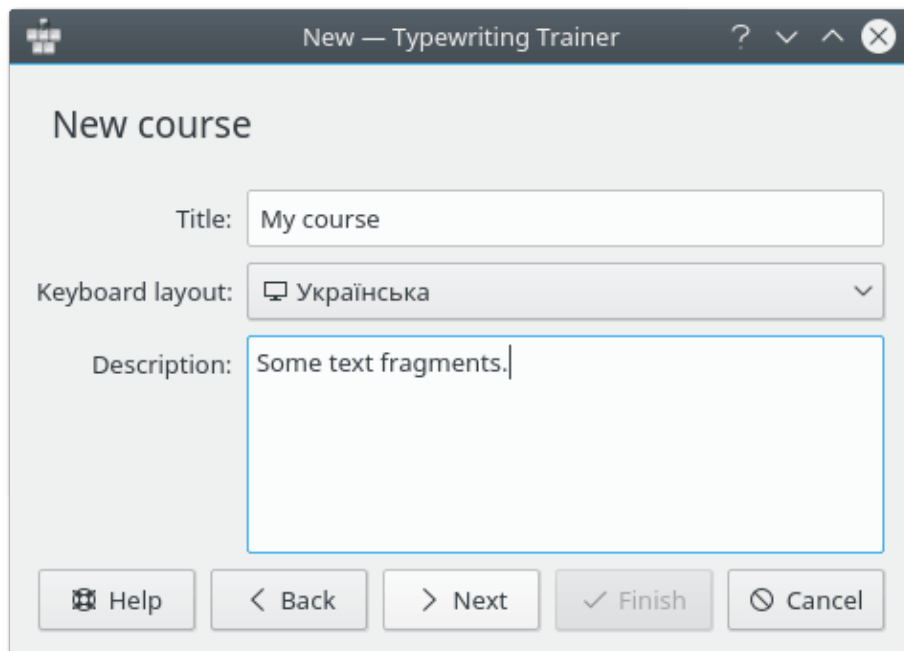 New — Typewriting Trainer
New course
Title: My course
Keyboard layout: Українська
Description: Some text fragments.
Help Back Next Finish Cancel